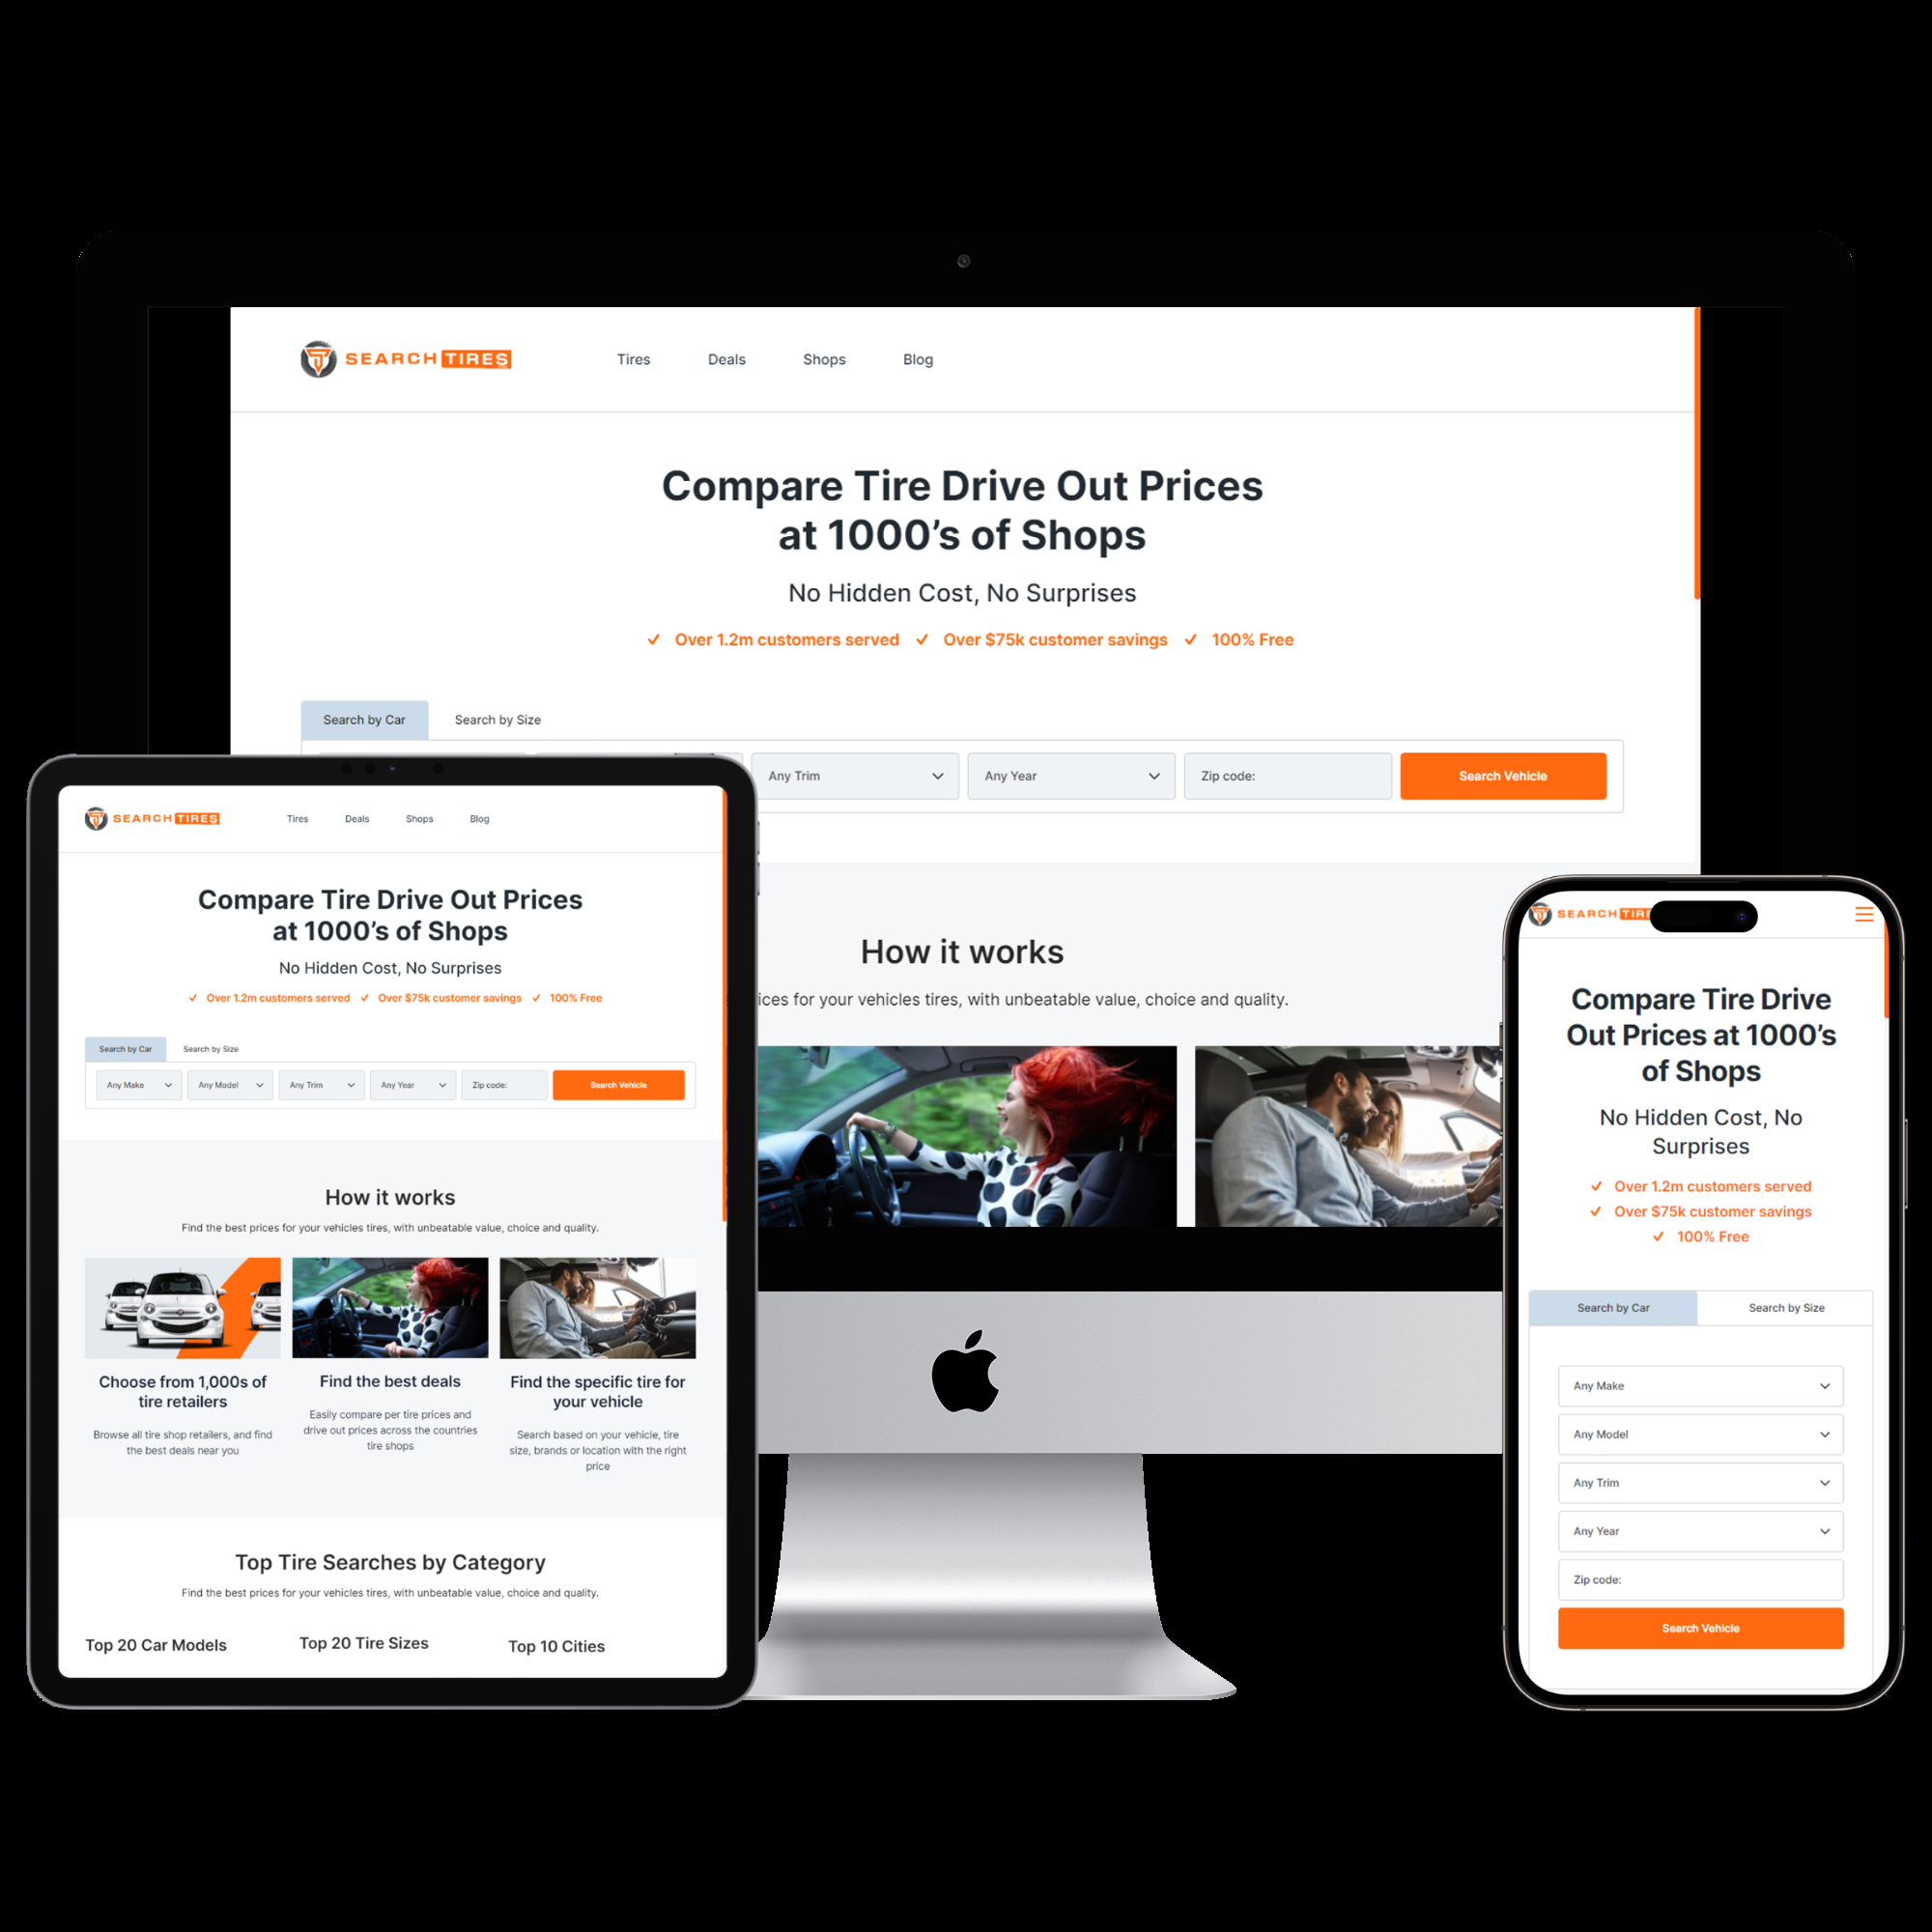 SEARCH TIRES
Tires Deals Shops Blog
Compare Tire Drive Out Prices
at 1000’s of Shops
No Hidden Cost, No Surprises
✓ Over 1.2m customers served ✓ Over $75k customer savings ✓ 100% Free
Search by Car Search by Size
Any Trim Any Year Zip code: Search Vehicle
How it works
ices for your vehicles tires, with unbeatable value, choice and quality.
SEARCH TIRES
Tires Deals Shops Blog
Compare Tire Drive Out Prices
at 1000’s of Shops
No Hidden Cost, No Surprises
✓ Over 1.2m customers served ✓ Over $75k customer savings ✓ 100% Free
Search by Car Search by Size
Any Make Any Model Any Trim Any Year Zip code: Search Vehicle
How it works
Find the best prices for your vehicles tires, with unbeatable value, choice and quality.
Choose from 1,000s of
tire retailers
Browse all tire shop retailers, and find
the best deals near you
Find the best deals
Easily compare per tire prices and
drive out prices across the countries
tire shops
Find the specific tire for
your vehicle
Search based on your vehicle, tire
size, brands or location with the right
price
Top Tire Searches by Category
Find the best prices for your vehicles tires, with unbeatable value, choice and quality.
Top 20 Car Models Top 20 Tire Sizes Top 10 Cities
SEARCH TIRE
Compare Tire Drive
Out Prices at 1000’s
of Shops
No Hidden Cost, No
Surprises
✓ Over 1.2m customers served
✓ Over $75k customer savings
✓ 100% Free
Search by Car Search by Size
Any Make
Any Model
Any Trim
Any Year
Zip code:
Search Vehicle